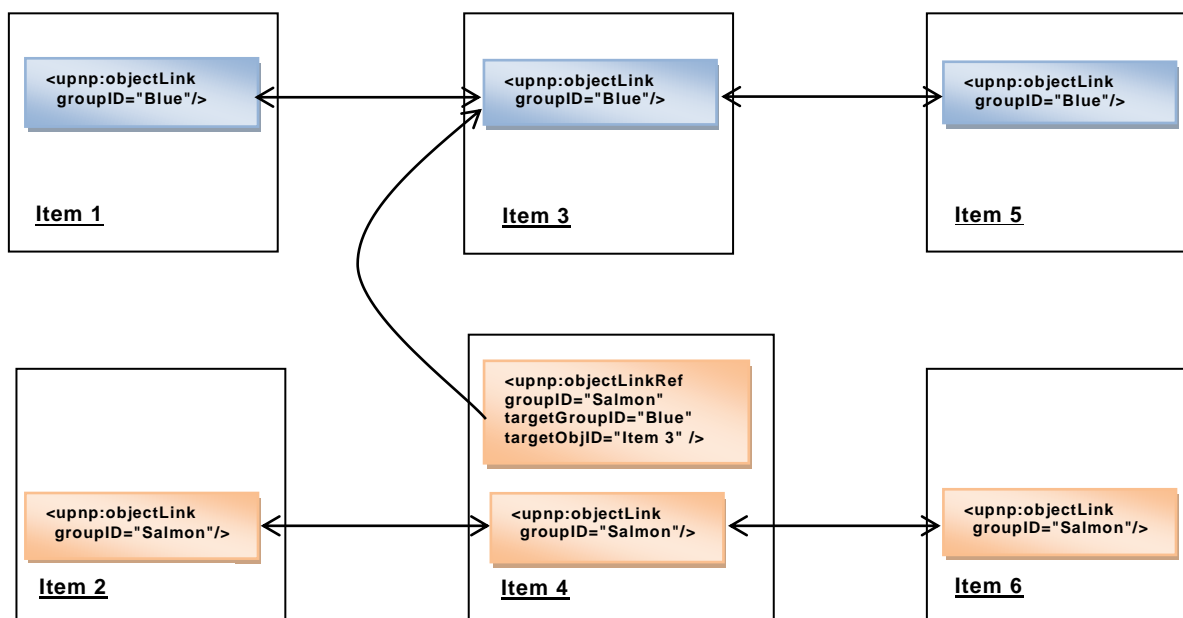 <upnp:objectLink
groupID="Blue"/>
Item 1
<upnp:objectLink
groupID="Blue"/>
Item 3
<upnp:objectLink
groupID="Blue"/>
Item 5
<upnp:objectLink
groupID="Salmon"/>
Item 2
<upnp:objectLinkRef
groupID="Salmon"
targetGroupID="Blue"
targetObjID="Item 3" />
<upnp:objectLink
groupID="Salmon"/>
Item 4
<upnp:objectLink
groupID="Salmon"/>
Item 6